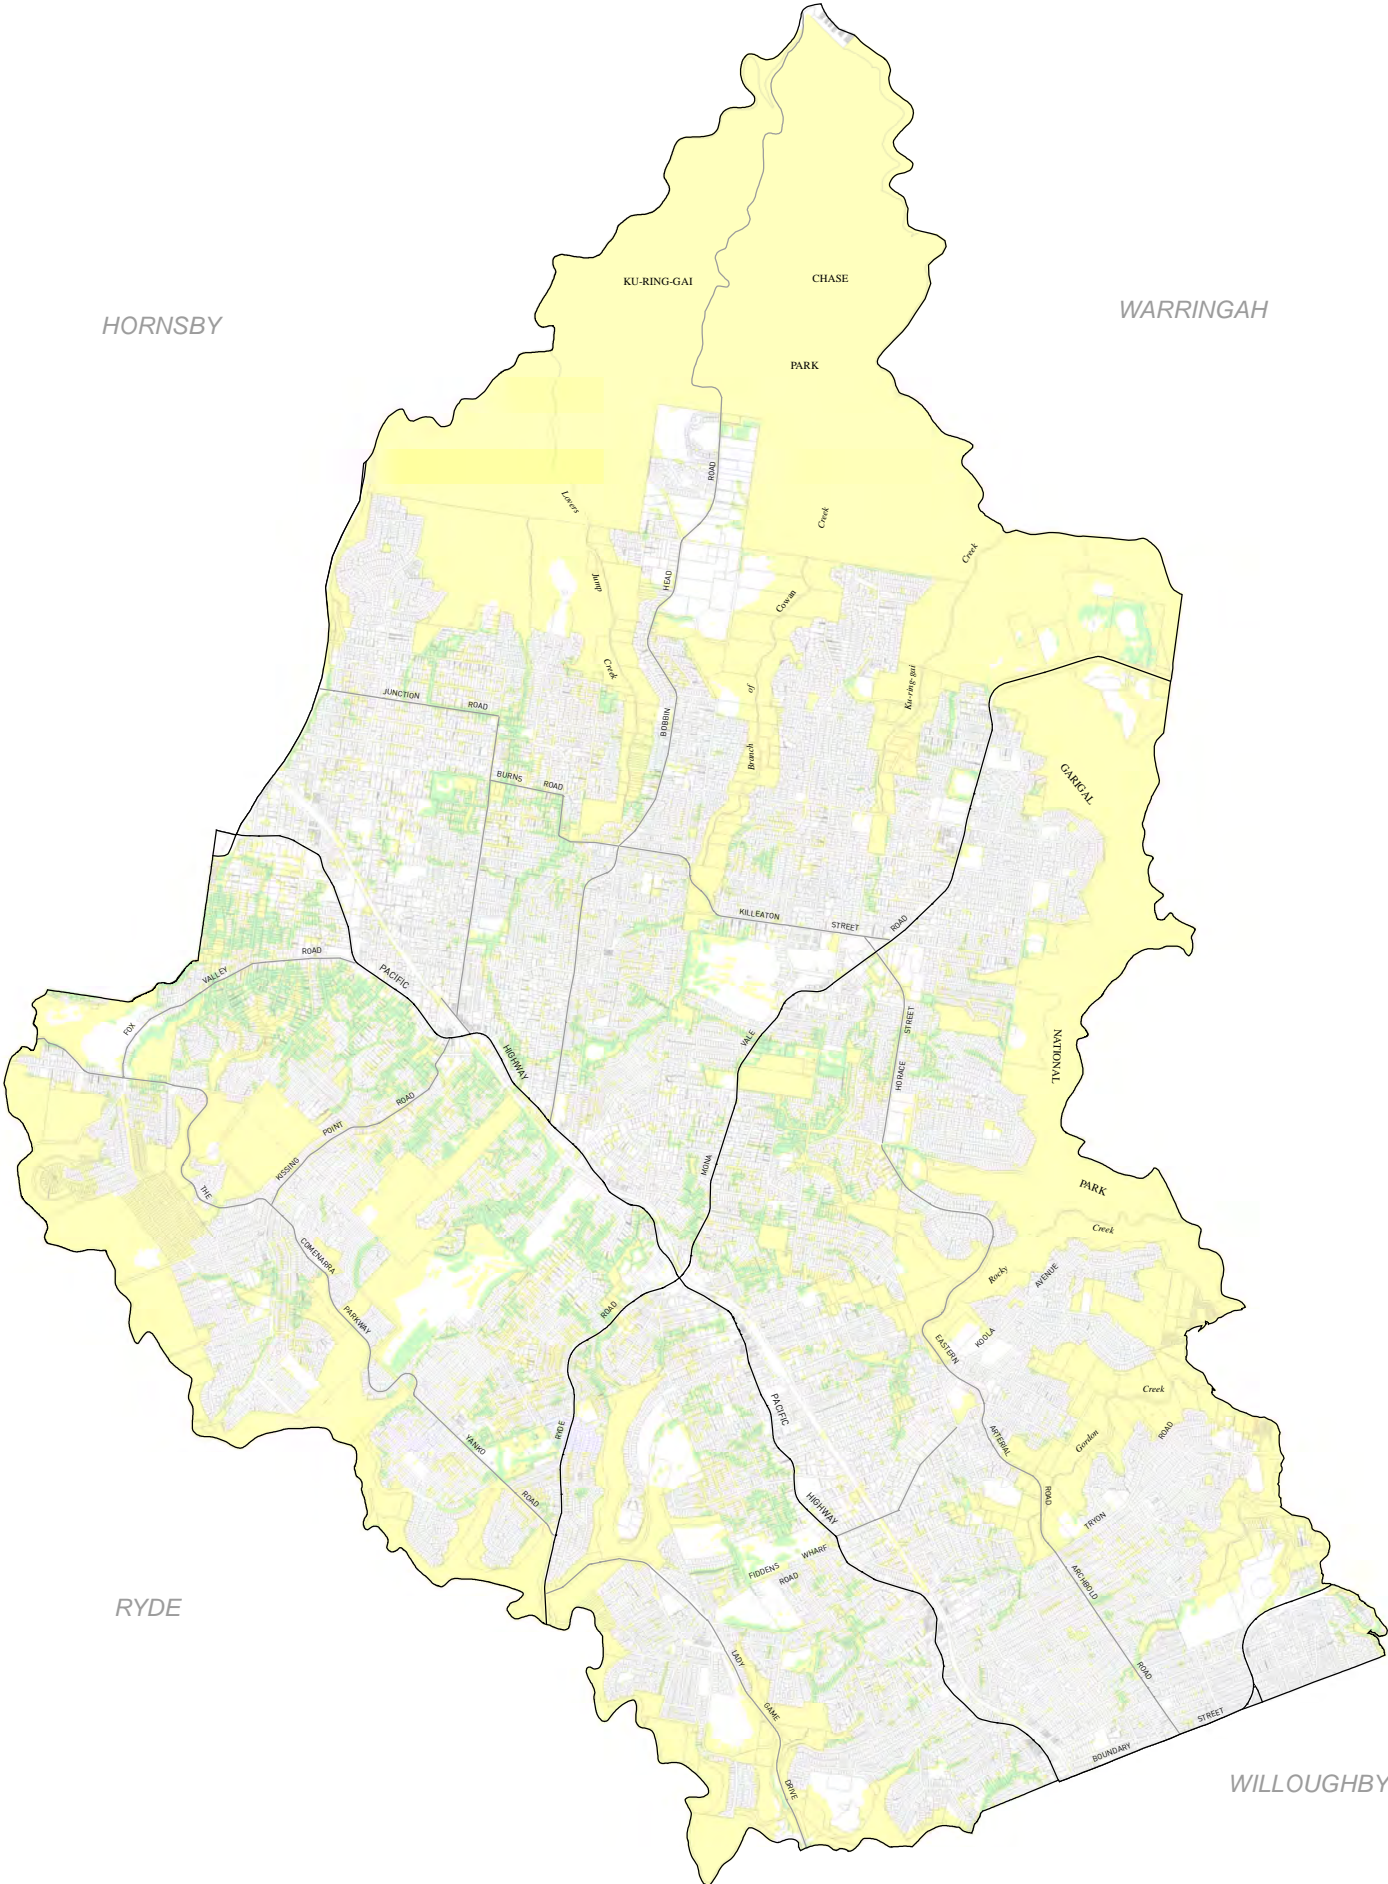 KU-RING-GAI
CHASE
WARRINGAH
HORNSBY
PARK
ROAD
Lovers
Creek
Creek
Jump
HEAD
Cowan
Creek
of
Ku-ring-gai
JUNCTION
ROAD
BOBBIN
Branch
BURNS
ROAD
GARIGAL
KILLEATON
STREET
ROAD
VALLEY
ROAD
PACIFIC
FOX
STREET
VALE
NATIONAL
HIGHWAY
HORACE
ROAD
POINT
KISSING
MONA
THE
PARK
Creek
COMENARRA
Rocky
AVENUE
PARKWAY
ROAD
KOOLA
EASTERN
Creek
PACIFIC
RYDE
ROAD
YANKO
ARTERIAL
Gordon
ROAD
ROAD
HIGHWAY
TRYON
WHARF
FIDDENS
ROAD
ARCHBOLD
RYDE
LADY
ROAD
GAME
STREET
BOUNDARY
DRIVE
WILLOUGHBY